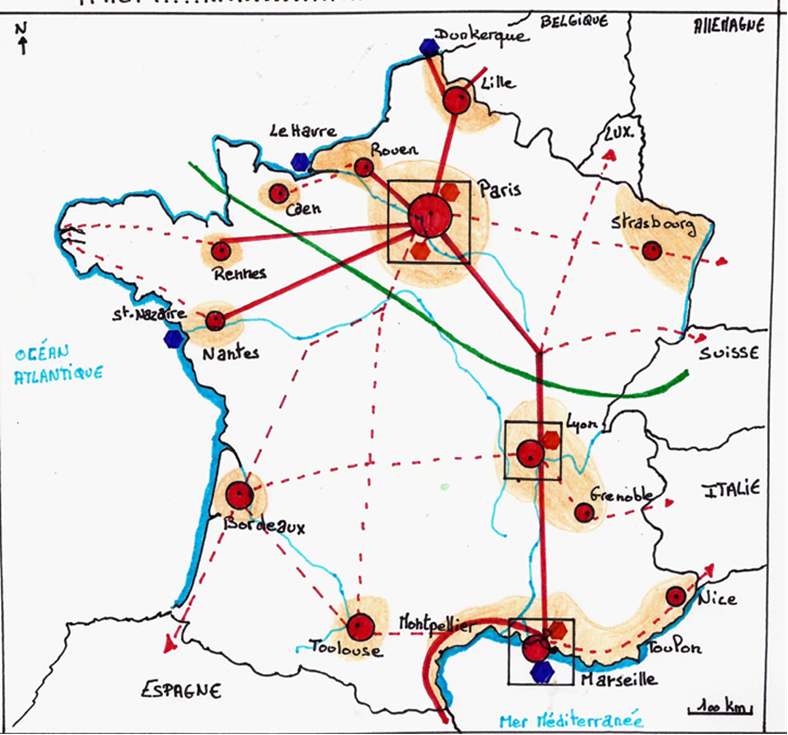 BELGIQUE
ALLEMAGNE
N
Dunkerque
Lille
LUX.
Le Havre
Rouen
Paris
Caen
Strasbourg
Rennes
St-Nazaire
Nantes
SUISSE
OCÉAN
ATLANTIQUE
Lyon
Grenoble
ITALIE
Bordeaux
Nice
Montpellier
Toulouse
Toulon
Marseille
ESPAGNE
100 km
Mer Méditerranée